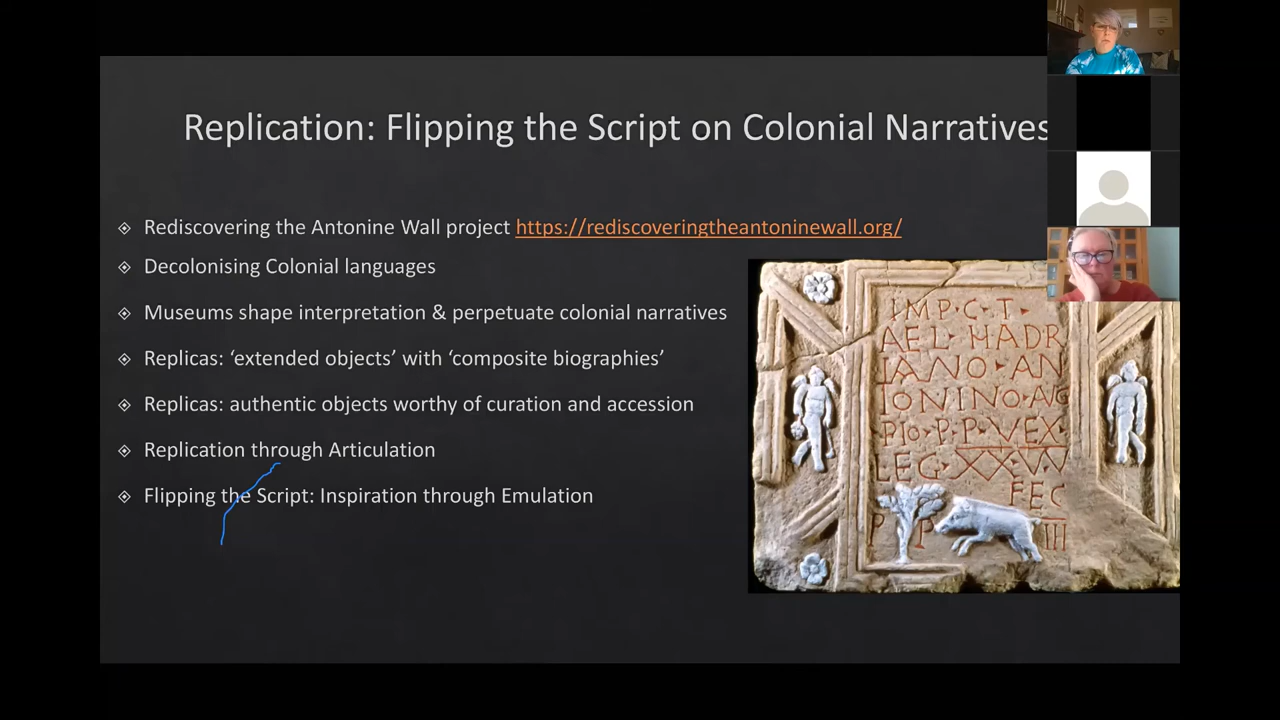 Replication: Flipping the Script on Colonial Narratives
Rediscovering the Antonine Wall project https://rediscoveringtheantoninewall.org/
Decolonising Colonial languages
Museums shape interpretation & perpetuate colonial narratives
Replicas: ‘extended objects’ with ‘composite biographies’
Replicas: authentic objects worthy of curation and accession
Replication through Articulation
Flipping the Script: Inspiration through Emulation
IMP·C·T·
AEL·HADR
IANO·AN
TONINO·AVG
PIO·P·P·VEX·
LEG·XX·VV
FEC
P P III